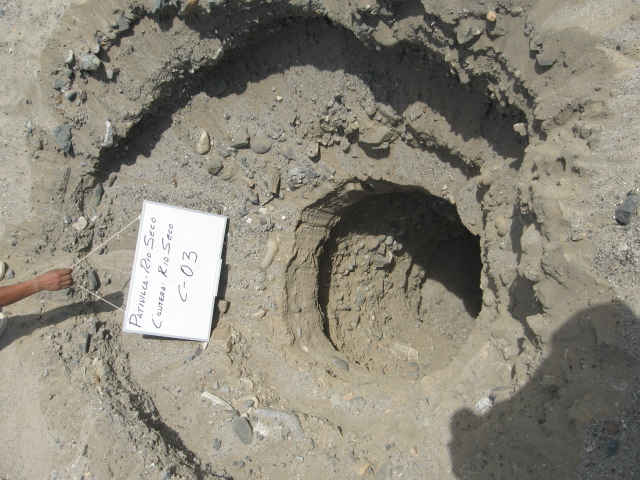 PATIVILCA - RIO SECO
CANTERA: RIO SECO
C-03